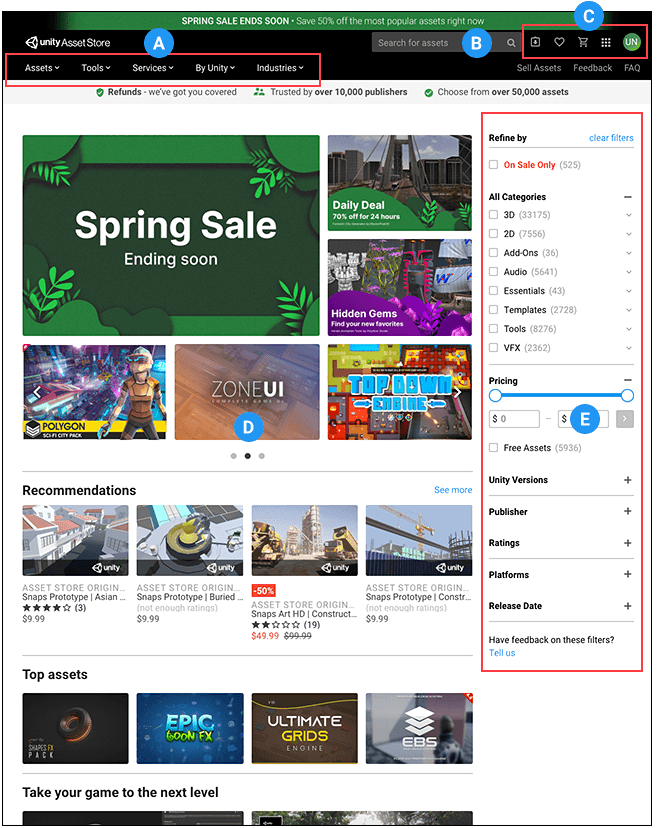 SPRING SALE ENDS SOON • Save 50% off the most popular assets right now
C
unity Asset Store
A
Search for assets
B
UN
Assets
Tools
Services
By Unity
Industries
Sell Assets
Feedback
FAQ
Refunds - we've got you covered
Trusted by over 10,000 publishers
Choose from over 50,000 assets
Spring Sale
Ending soon
Daily Deal
70% off for 24 hours
Hidden Gems
Find your new favorites
POLYGON
SCI-FI CITY PACK
ZONEUI
COMPLETE GAME UI
D
TOP DOWN
ENGINE
Recommendations
See more
unity
ASSET STORE ORIGIN...
Snaps Prototype | Asian ...
(3)
$9.99
unity
ASSET STORE ORIGIN...
Snaps Prototype | Buried ...
(not enough ratings)
$9.99
unity
-50%
ASSET STORE ORIGIN...
Snaps Art HD | Construct...
(19)
$49.99 $99.99
unity
ASSET STORE ORIGIN...
Snaps Prototype | Constr...
(not enough ratings)
$9.99
Top assets
SHAPES FX
PACK
EPIC
TOON FX
ULTIMATE
GRIDS
ENGINE
EBS
Take your game to the next level
unity
Refine by
clear filters
On Sale Only (525)
All Categories
3D (33175)
2D (7556)
Add-Ons (36)
Audio (5641)
Essentials (43)
Templates (2728)
Tools (8276)
VFX (2362)
Pricing
$ 0
–
$
E
Free Assets (5936)
Unity Versions
Publisher
Ratings
Platforms
Release Date
Have feedback on these filters?
Tell us